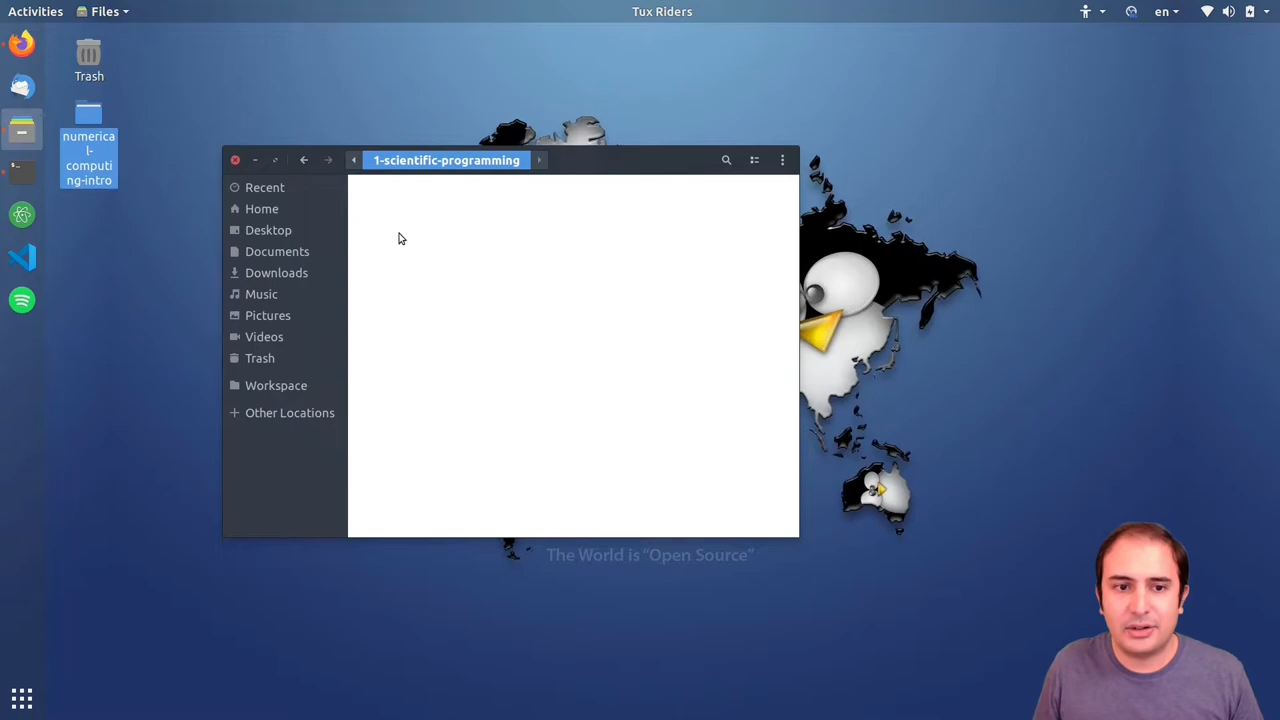 Activities
Files
Tux Riders
en
Trash
numerica
l-
computi
ng-intro
1-scientific-programming
Recent
Home
Desktop
Documents
Downloads
Music
Pictures
Videos
Trash
Workspace
Other Locations
The World is “Open Source”